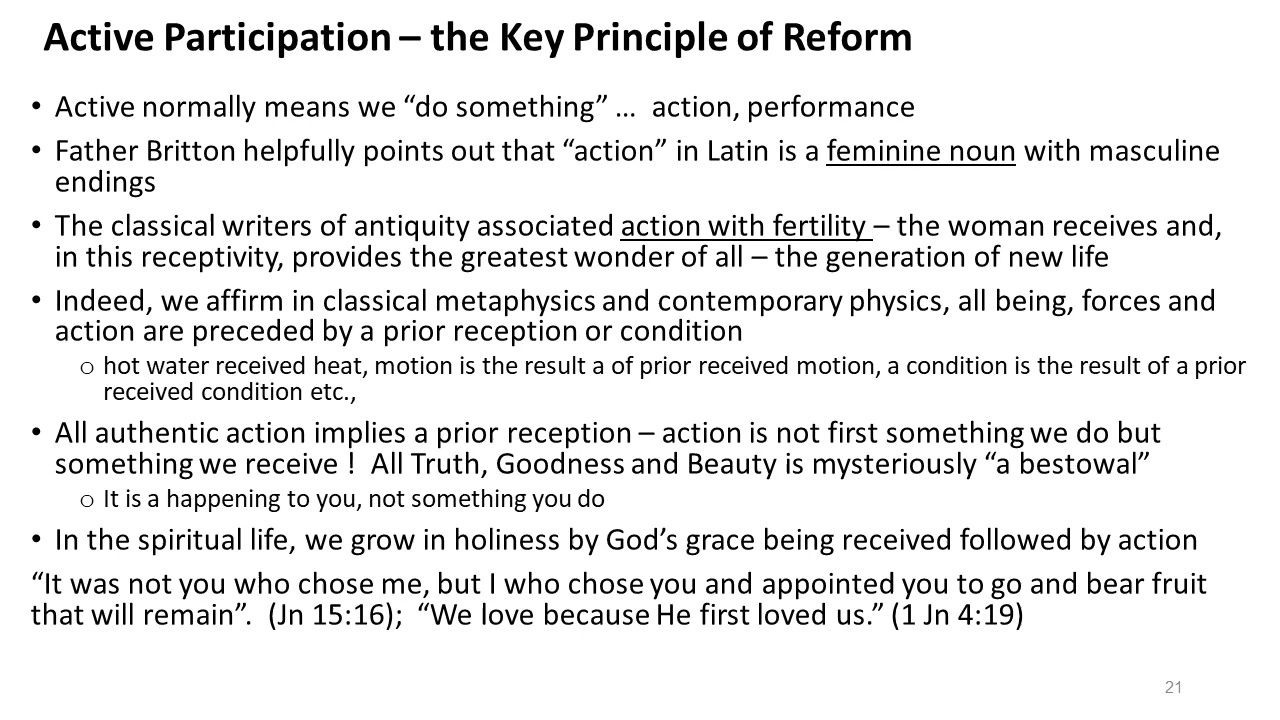 Active Participation – the Key Principle of Reform
• Active normally means we “do something” ... action, performance
• Father Britton helpfully points out that “action” in Latin is a feminine noun with masculine
endings
• The classical writers of antiquity associated action with fertility – the woman receives and,
in this receptivity, provides the greatest wonder of all – the generation of new life
• Indeed, we affirm in classical metaphysics and contemporary physics, all being, forces and
action are preceded by a prior reception or condition
o hot water received heat, motion is the result a of prior received motion, a condition is the result of a prior
received condition etc.,
• All authentic action implies a prior reception – action is not first something we do but
something we receive ! All Truth, Goodness and Beauty is mysteriously “a bestowal”
o It is a happening to you, not something you do
• In the spiritual life, we grow in holiness by God’s grace being received followed by action
“It was not you who chose me, but I who chose you and appointed you to go and bear fruit
that will remain”. (Jn 15:16); “We love because He first loved us.” (1 Jn 4:19)
21